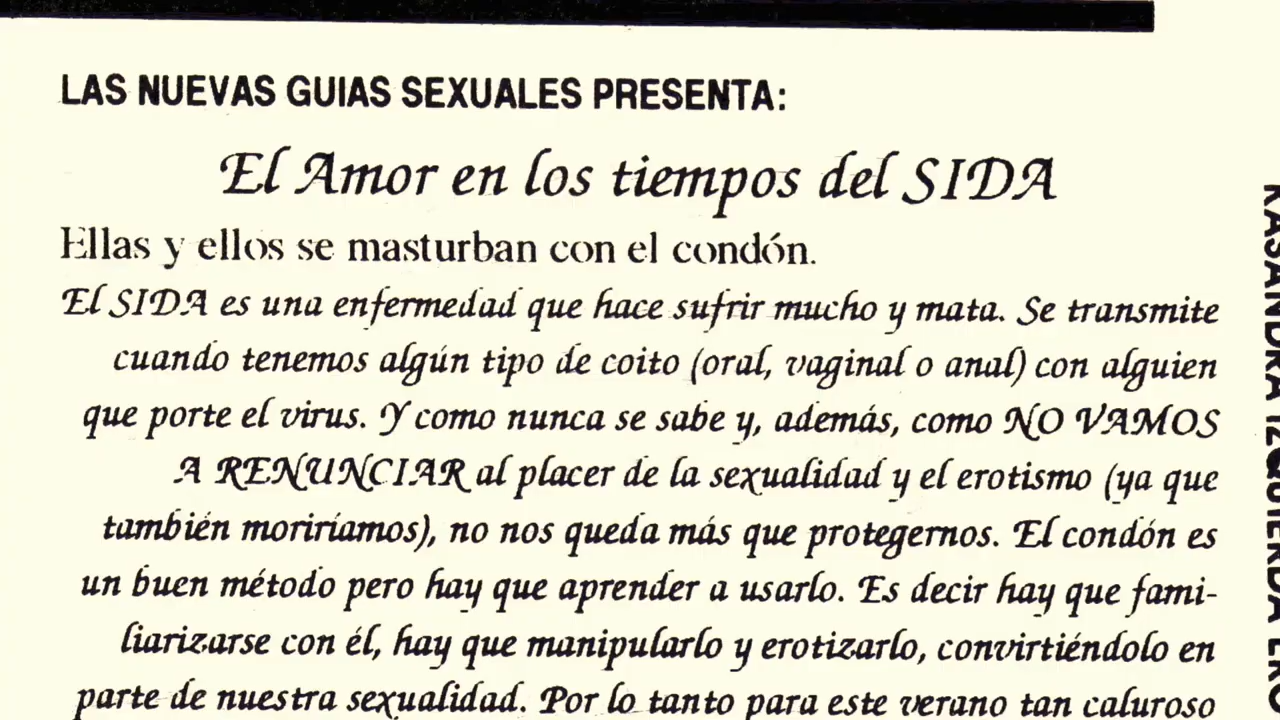 LAS NUEVAS GUIAS SEXUALES PRESENTA:
El Amor en los tiempos del SIDA
Ellas y ellos se masturban con el condón.
El SIDA es una enfermedad que hace sufrir mucho y mata. Se transmite
cuando tenemos algún tipo de coito (oral, vaginal o anal) con alguien
que porte el virus. Y como nunca se sabe y, además, como NO VAMOS
A RENUNCIAR al placer de la sexualidad y el erotismo (ya que
también moriríamos), no nos queda más que protegernos. El condón es
un buen método pero hay que aprender a usarlo. Es decir hay que fami-
liarizarse con él, hay que manipularlo y erotizarlo, convirtiéndolo en
parte de nuestra sexualidad. Por lo tanto para este verano tan caluroso
KASANDRA IZQUIERDA